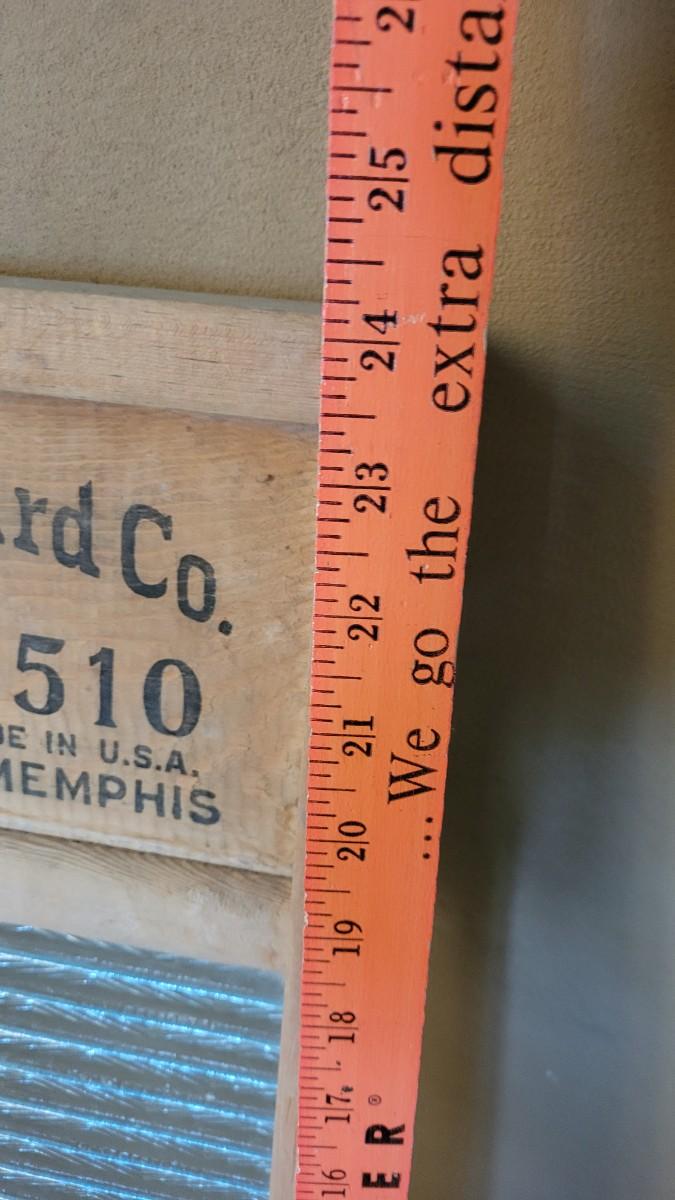 rd Co.
510
DE IN U.S.A.
MEMPHIS
25
24
23
22
21
20
19
18
17
16
... We go the extra dista
ER®